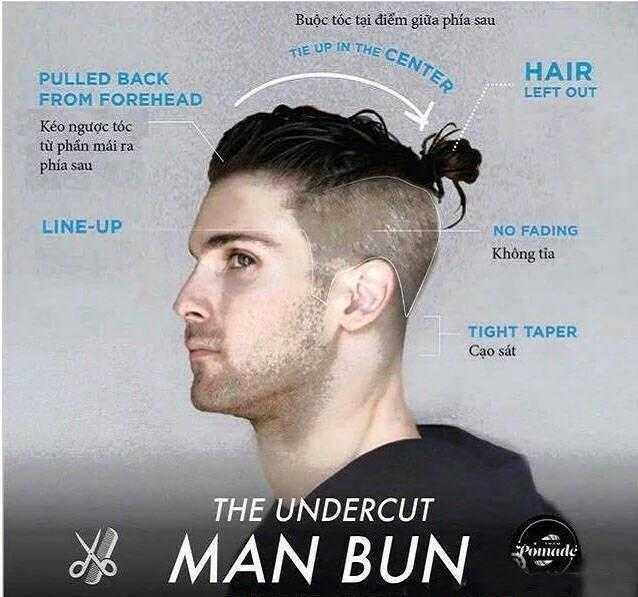 Buộc tóc tại điểm giữa phía sau
TIE UP IN THE CENTER
PULLED BACK
FROM FOREHEAD
HAIR
LEFT OUT
Kéo ngược tóc
từ phần mái ra
phía sau
LINE-UP
NO FADING
Không tỉa
TIGHT TAPER
Cạo sát
THE UNDERCUT
MAN BUN
Pomade